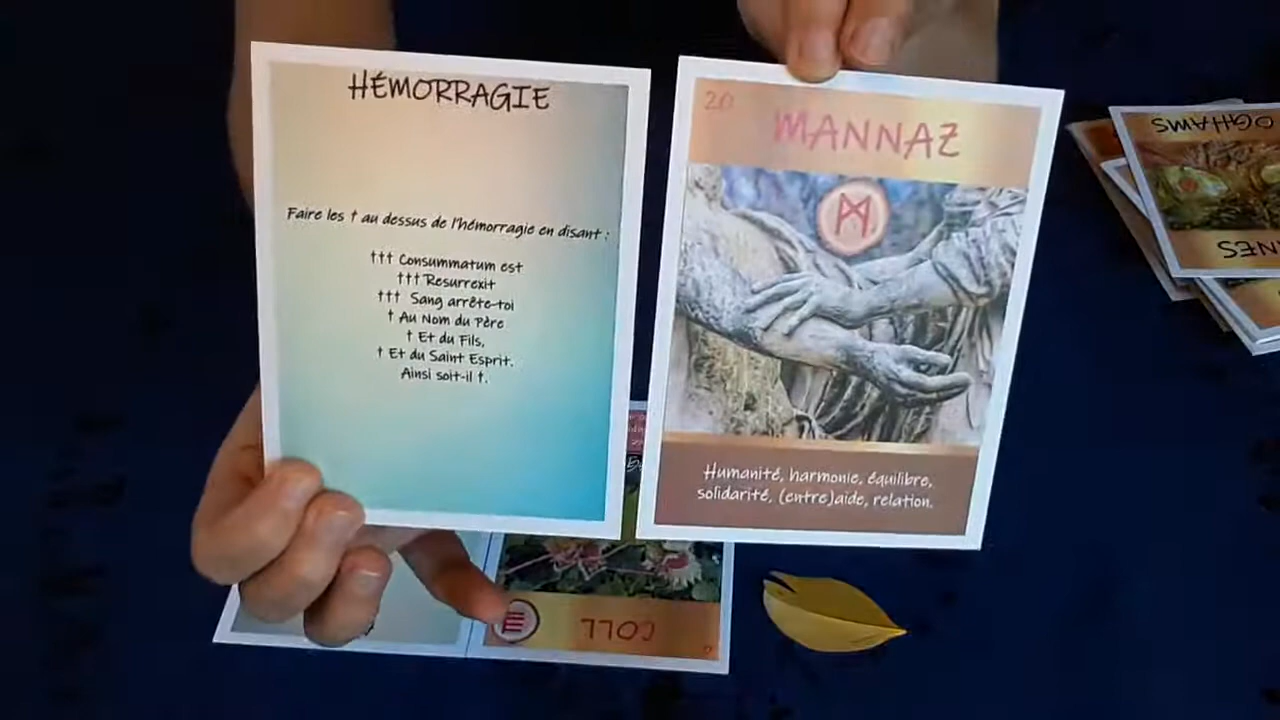 HÉMORRAGIE
Faire les † au dessus de l'hémorragie en disant :
††† Consummatum est
††† Resurrexit
††† Sang arrête-toi
† Au Nom du Père
† Et du Fils,
† Et du Saint Esprit.
Ainsi soit-il †.
20
MANNAZ
Humanité, harmonie, équilibre,
solidarité, (entre)aide, relation.
OGHAMS
COLL